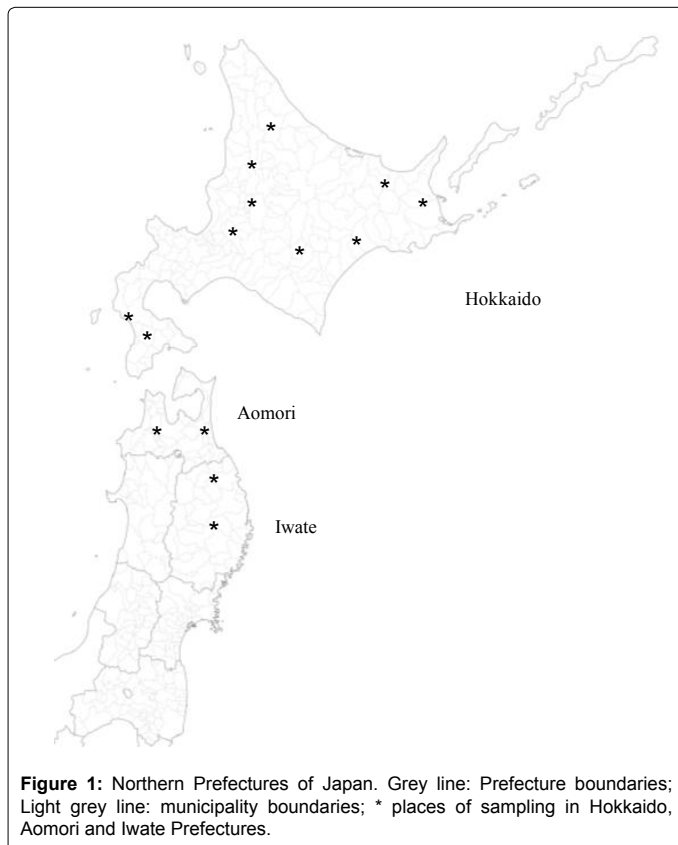 Hokkaido
Aomori
Iwate
Figure 1: Northern Prefectures of Japan. Grey line: Prefecture boundaries;
Light grey line: municipality boundaries; * places of sampling in Hokkaido,
Aomori and Iwate Prefectures.